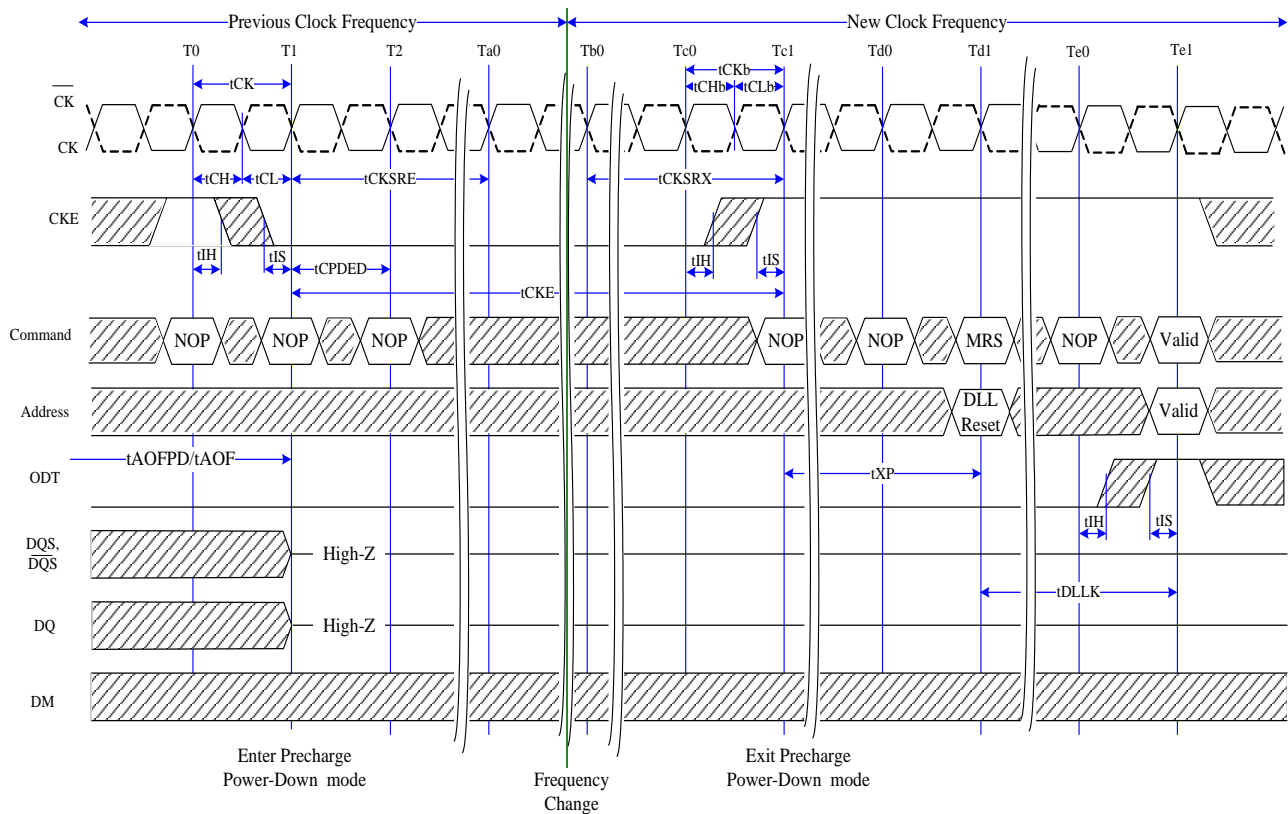 Previous Clock Frequency New Clock Frequency
T0 T1 T2 Ta0 Tb0 Tc0 Tc1 Td0 Td1 Te0 Te1
tCK tCKb
tCHb tCLb
CK
CK
tCH tCL tCKSRE tCKSRX
CKE
tIH tIS tCPDED tIH tIS
tCKE
Command NOP NOP NOP NOP NOP MRS NOP Valid
Address DLL Reset Valid
tAOFPD/tAOF
ODT tXP
tIH tIS
DQS, DQS High-Z
tDLLK
DQ High-Z
DM
Enter Precharge
Power-Down mode
Frequency
Change
Exit Precharge
Power-Down mode